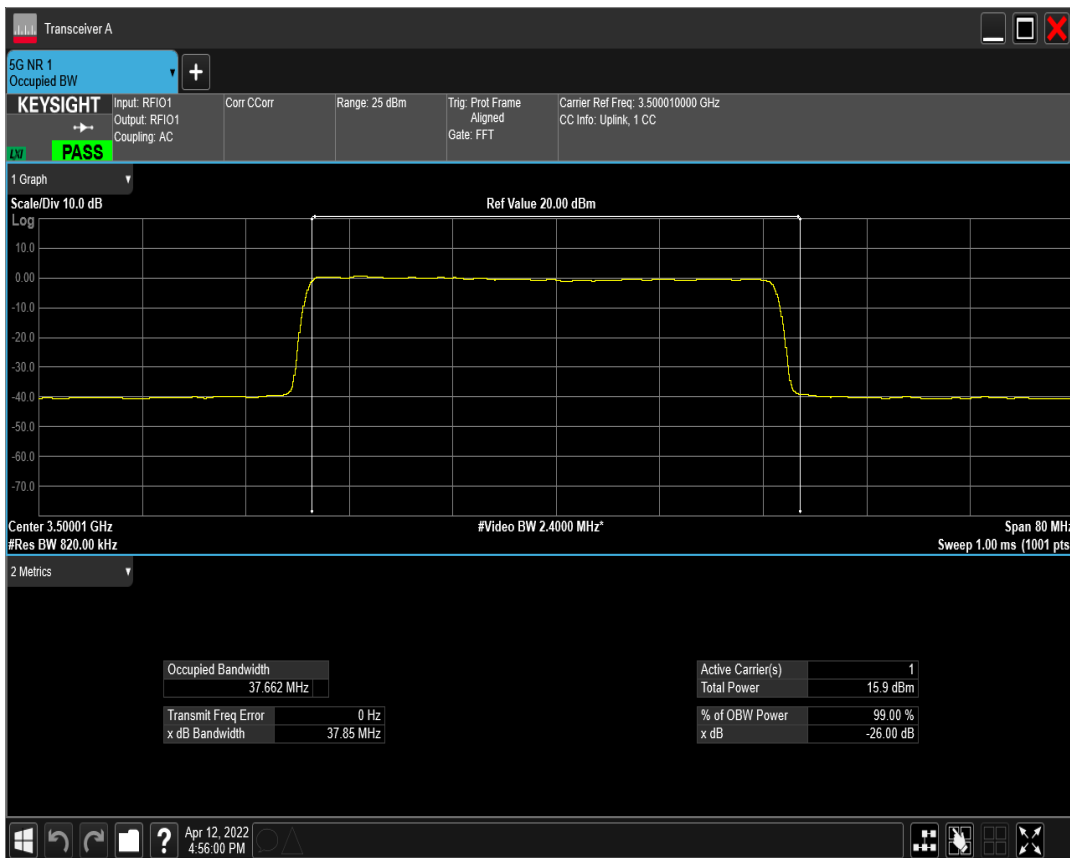 Transceiver A
5G NR 1
Occupied BW
+
KEYSIGHT
LXI
PASS
Input: RFIO1
Output: RFIO1
Coupling: AC
Corr CCorr
Range: 25 dBm
Trig: Prot Frame
Aligned
Gate: FFT
Carrier Ref Freq: 3.500010000 GHz
CC Info: Uplink, 1 CC
1 Graph
Scale/Div 10.0 dB
Ref Value 20.00 dBm
Log
10.0
0.00
-10.0
-20.0
-30.0
-40.0
-50.0
-60.0
-70.0
Center 3.50001 GHz
#Video BW 2.4000 MHz*
Span 80 MHz
#Res BW 820.00 kHz
Sweep 1.00 ms (1001 pts
2 Metrics
Occupied Bandwidth
37.662 MHz
Transmit Freq Error 0 Hz
x dB Bandwidth 37.85 MHz
Active Carrier(s) 1
Total Power 15.9 dBm
% of OBW Power 99.00 %
x dB -26.00 dB
?
Apr 12, 2022
4:56:00 PM